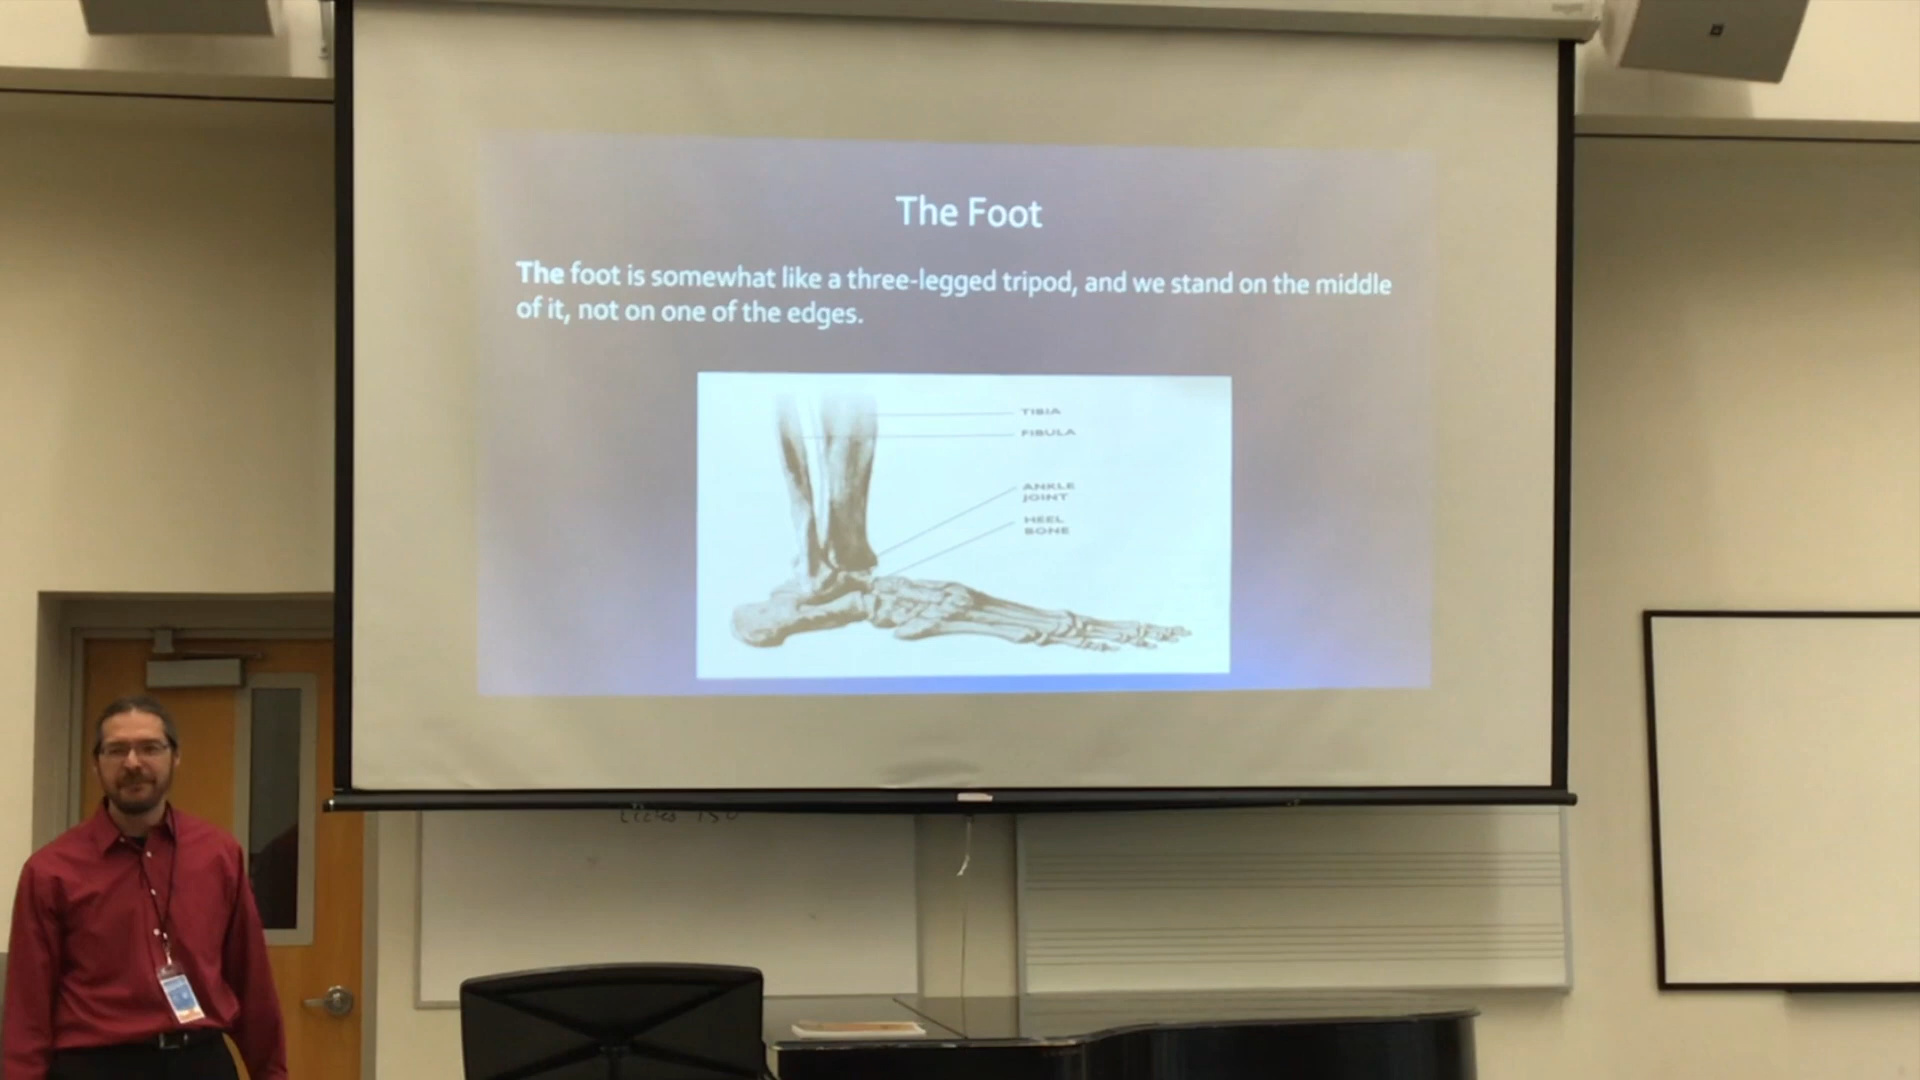 The Foot
The foot is somewhat like a three-legged tripod, and we stand on the middle
of it, not on one of the edges.
TIBIA
FIBULA
ANKLE
JOINT
HEEL
BONE